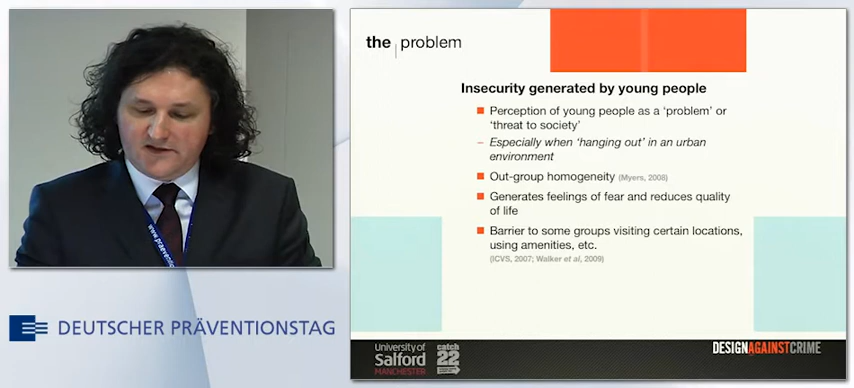 the problem
Insecurity generated by young people
Perception of young people as a ‘problem’ or
‘threat to society’
– Especially when ‘hanging out’ in an urban
environment
Out-group homogeneity (Myers, 2008)
Generates feelings of fear and reduces quality
of life
Barrier to some groups visiting certain locations,
using amenities, etc.
(ICVS, 2007; Walker et al, 2009)
www.praeventio
DEUTSCHER PRÄVENTIONSTAG
University of
Salford
MANCHESTER
catch
22
DESIGNAGAINSTCRIME